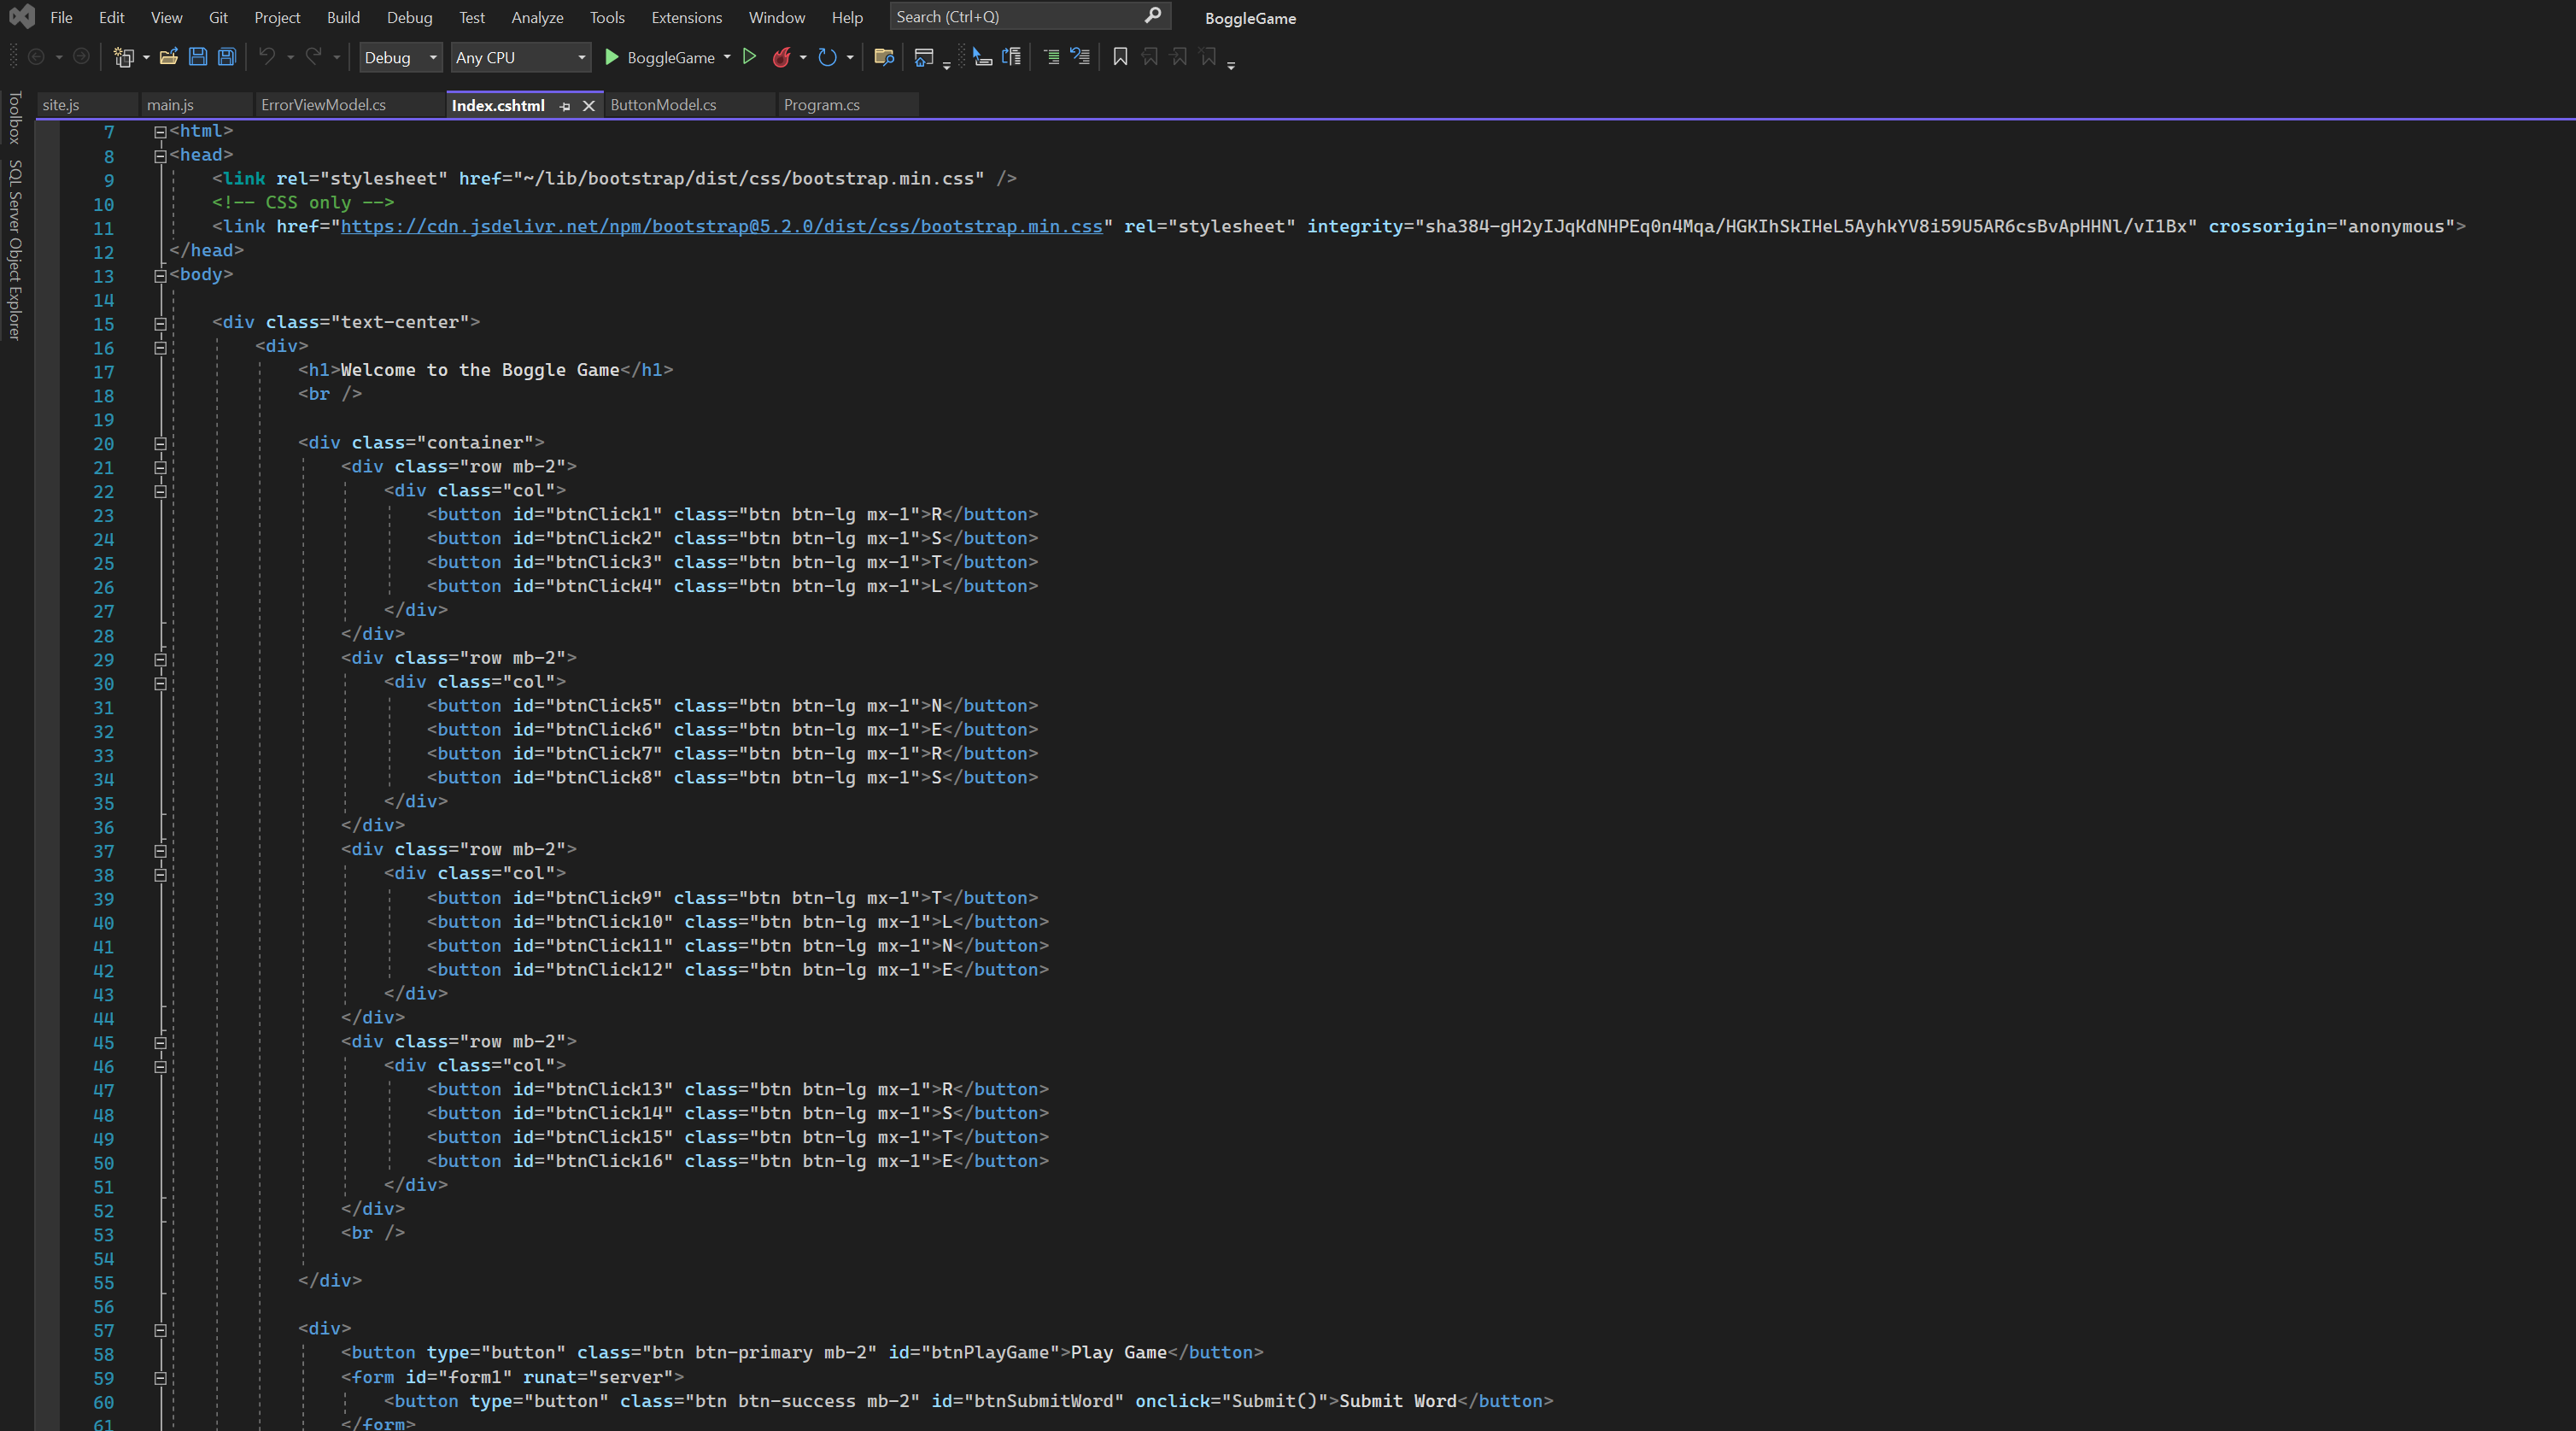 File Edit View Git Project Build Debug Test Analyze Tools Extensions Window Help Search (Ctrl+Q) BoggleGame
Debug Any CPU BoggleGame
Toolbox
SQL Server Object Explorer
site.js main.js ErrorViewModel.cs Index.cshtml ButtonModel.cs Program.cs
7 <html>
8 <head>
9 <link rel="stylesheet" href="~/lib/bootstrap/dist/css/bootstrap.min.css" />
10 <!-- CSS only -->
11 <link href="https://cdn.jsdelivr.net/npm/bootstrap@5.2.0/dist/css/bootstrap.min.css" rel="stylesheet" integrity="sha384-gH2yIJqKdNHPEq0n4Mqa/HGKIhSkIHeL5AyhkYV8i59U5AR6csBvApHHNl/vI1Bx" crossorigin="anonymous">
12 </head>
13 <body>
14
15 <div class="text-center">
16 <div>
17 <h1>Welcome to the Boggle Game</h1>
18 <br />
19
20 <div class="container">
21 <div class="row mb-2">
22 <div class="col">
23 <button id="btnClick1" class="btn btn-lg mx-1">R</button>
24 <button id="btnClick2" class="btn btn-lg mx-1">S</button>
25 <button id="btnClick3" class="btn btn-lg mx-1">T</button>
26 <button id="btnClick4" class="btn btn-lg mx-1">L</button>
27 </div>
28 </div>
29 <div class="row mb-2">
30 <div class="col">
31 <button id="btnClick5" class="btn btn-lg mx-1">N</button>
32 <button id="btnClick6" class="btn btn-lg mx-1">E</button>
33 <button id="btnClick7" class="btn btn-lg mx-1">R</button>
34 <button id="btnClick8" class="btn btn-lg mx-1">S</button>
35 </div>
36 </div>
37 <div class="row mb-2">
38 <div class="col">
39 <button id="btnClick9" class="btn btn-lg mx-1">T</button>
40 <button id="btnClick10" class="btn btn-lg mx-1">L</button>
41 <button id="btnClick11" class="btn btn-lg mx-1">N</button>
42 <button id="btnClick12" class="btn btn-lg mx-1">E</button>
43 </div>
44 </div>
45 <div class="row mb-2">
46 <div class="col">
47 <button id="btnClick13" class="btn btn-lg mx-1">R</button>
48 <button id="btnClick14" class="btn btn-lg mx-1">S</button>
49 <button id="btnClick15" class="btn btn-lg mx-1">T</button>
50 <button id="btnClick16" class="btn btn-lg mx-1">E</button>
51 </div>
52 </div>
53 <br />
54
55 </div>
56
57 <div>
58 <button type="button" class="btn btn-primary mb-2" id="btnPlayGame">Play Game</button>
59 <form id="form1" runat="server">
60 <button type="button" class="btn btn-success mb-2" id="btnSubmitWord" onclick="Submit()">Submit Word</button>
61 </form>